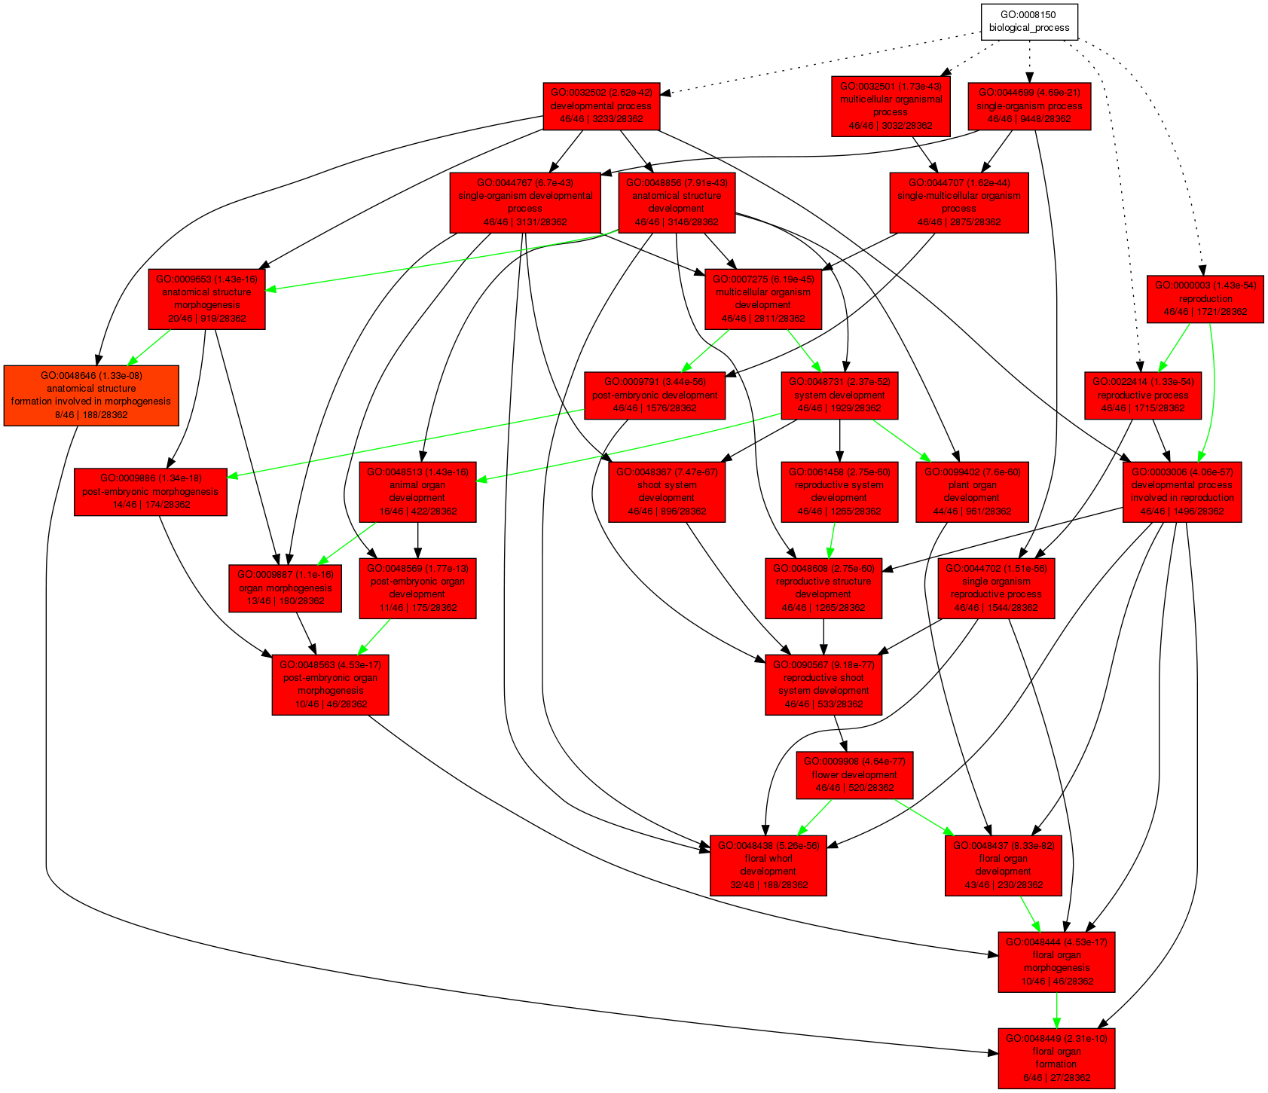 GO:0008150
biological_process
GO:0032502 (2.62e-42)
developmental process
46/46 | 3233/28362
GO:0032501 (1.73e-43)
multicellular organismal
process
46/46 | 3032/28362
GO:0044699 (4.69e-21)
single-organism process
46/46 | 9448/28362
GO:0044767 (6.7e-43)
single-organism developmental
process
46/46 | 3131/28362
GO:0048856 (7.91e-43)
anatomical structure
development
46/46 | 3146/28362
GO:0044707 (1.62e-44)
single-multicellular organism
process
46/46 | 2875/28362
GO:0009653 (1.43e-16)
anatomical structure
morphogenesis
20/46 | 919/28362
GO:0007275 (6.19e-45)
multicellular organism
development
46/46 | 2811/28362
GO:0000003 (1.43e-54)
reproduction
46/46 | 1721/28362
GO:0048646 (1.33e-08)
anatomical structure
formation involved in morphogenesis
8/46 | 188/28362
GO:0009791 (3.44e-56)
post-embryonic development
46/46 | 1576/28362
GO:0048731 (2.37e-52)
system development
46/46 | 1929/28362
GO:0022414 (1.33e-54)
reproductive process
46/46 | 1715/28362
GO:0009886 (1.34e-18)
post-embryonic morphogenesis
14/46 | 174/28362
GO:0048513 (1.43e-16)
animal organ
development
16/46 | 422/28362
GO:0048367 (7.47e-67)
shoot system
development
46/46 | 896/28362
GO:0061458 (2.75e-60)
reproductive system
development
46/46 | 1265/28362
GO:0099402 (7.6e-60)
plant organ
development
44/46 | 961/28362
GO:0003006 (4.06e-57)
developmental process
involved in reproduction
46/46 | 1496/28362
GO:0009887 (1.1e-16)
organ morphogenesis
13/46 | 180/28362
GO:0048569 (1.77e-13)
post-embryonic organ
development
11/46 | 175/28362
GO:0048608 (2.75e-60)
reproductive structure
development
46/46 | 1265/28362
GO:0044702 (1.51e-56)
single organism
reproductive process
46/46 | 1544/28362
GO:0048563 (4.53e-17)
post-embryonic organ
morphogenesis
10/46 | 46/28362
GO:0090567 (9.18e-77)
reproductive shoot
system development
46/46 | 533/28362
GO:0009908 (4.64e-77)
flower development
46/46 | 520/28362
GO:0048438 (5.26e-56)
floral whorl
development
32/46 | 188/28362
GO:0048437 (8.33e-82)
floral organ
development
43/46 | 230/28362
GO:0048444 (4.53e-17)
floral organ
morphogenesis
10/46 | 46/28362
GO:0048449 (2.31e-10)
floral organ
formation
6/46 | 27/28362